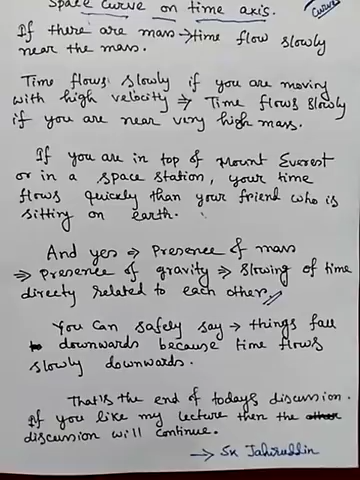 Space Curve on time axis.
Curves
If there are mass → time flow slowly
near the mass.
Time flows slowly if you are moving
with high velocity ⇒ Time flows slowly
if you are near very high mass.
If you are in top of Mount Everest
or in a space station, your time
flows quickly than your friend who is
sitting on earth.
And yes ⇒ Presence of mass
⇒ presence of gravity ⇒ slowing of time
directy related to each others
You can safely say → things fall
downwards because time flows
slowly downwards.
That's the end of todays discussion.
If you like my lecture then the other
discussion will continue.
→ Sk Jahiruddin